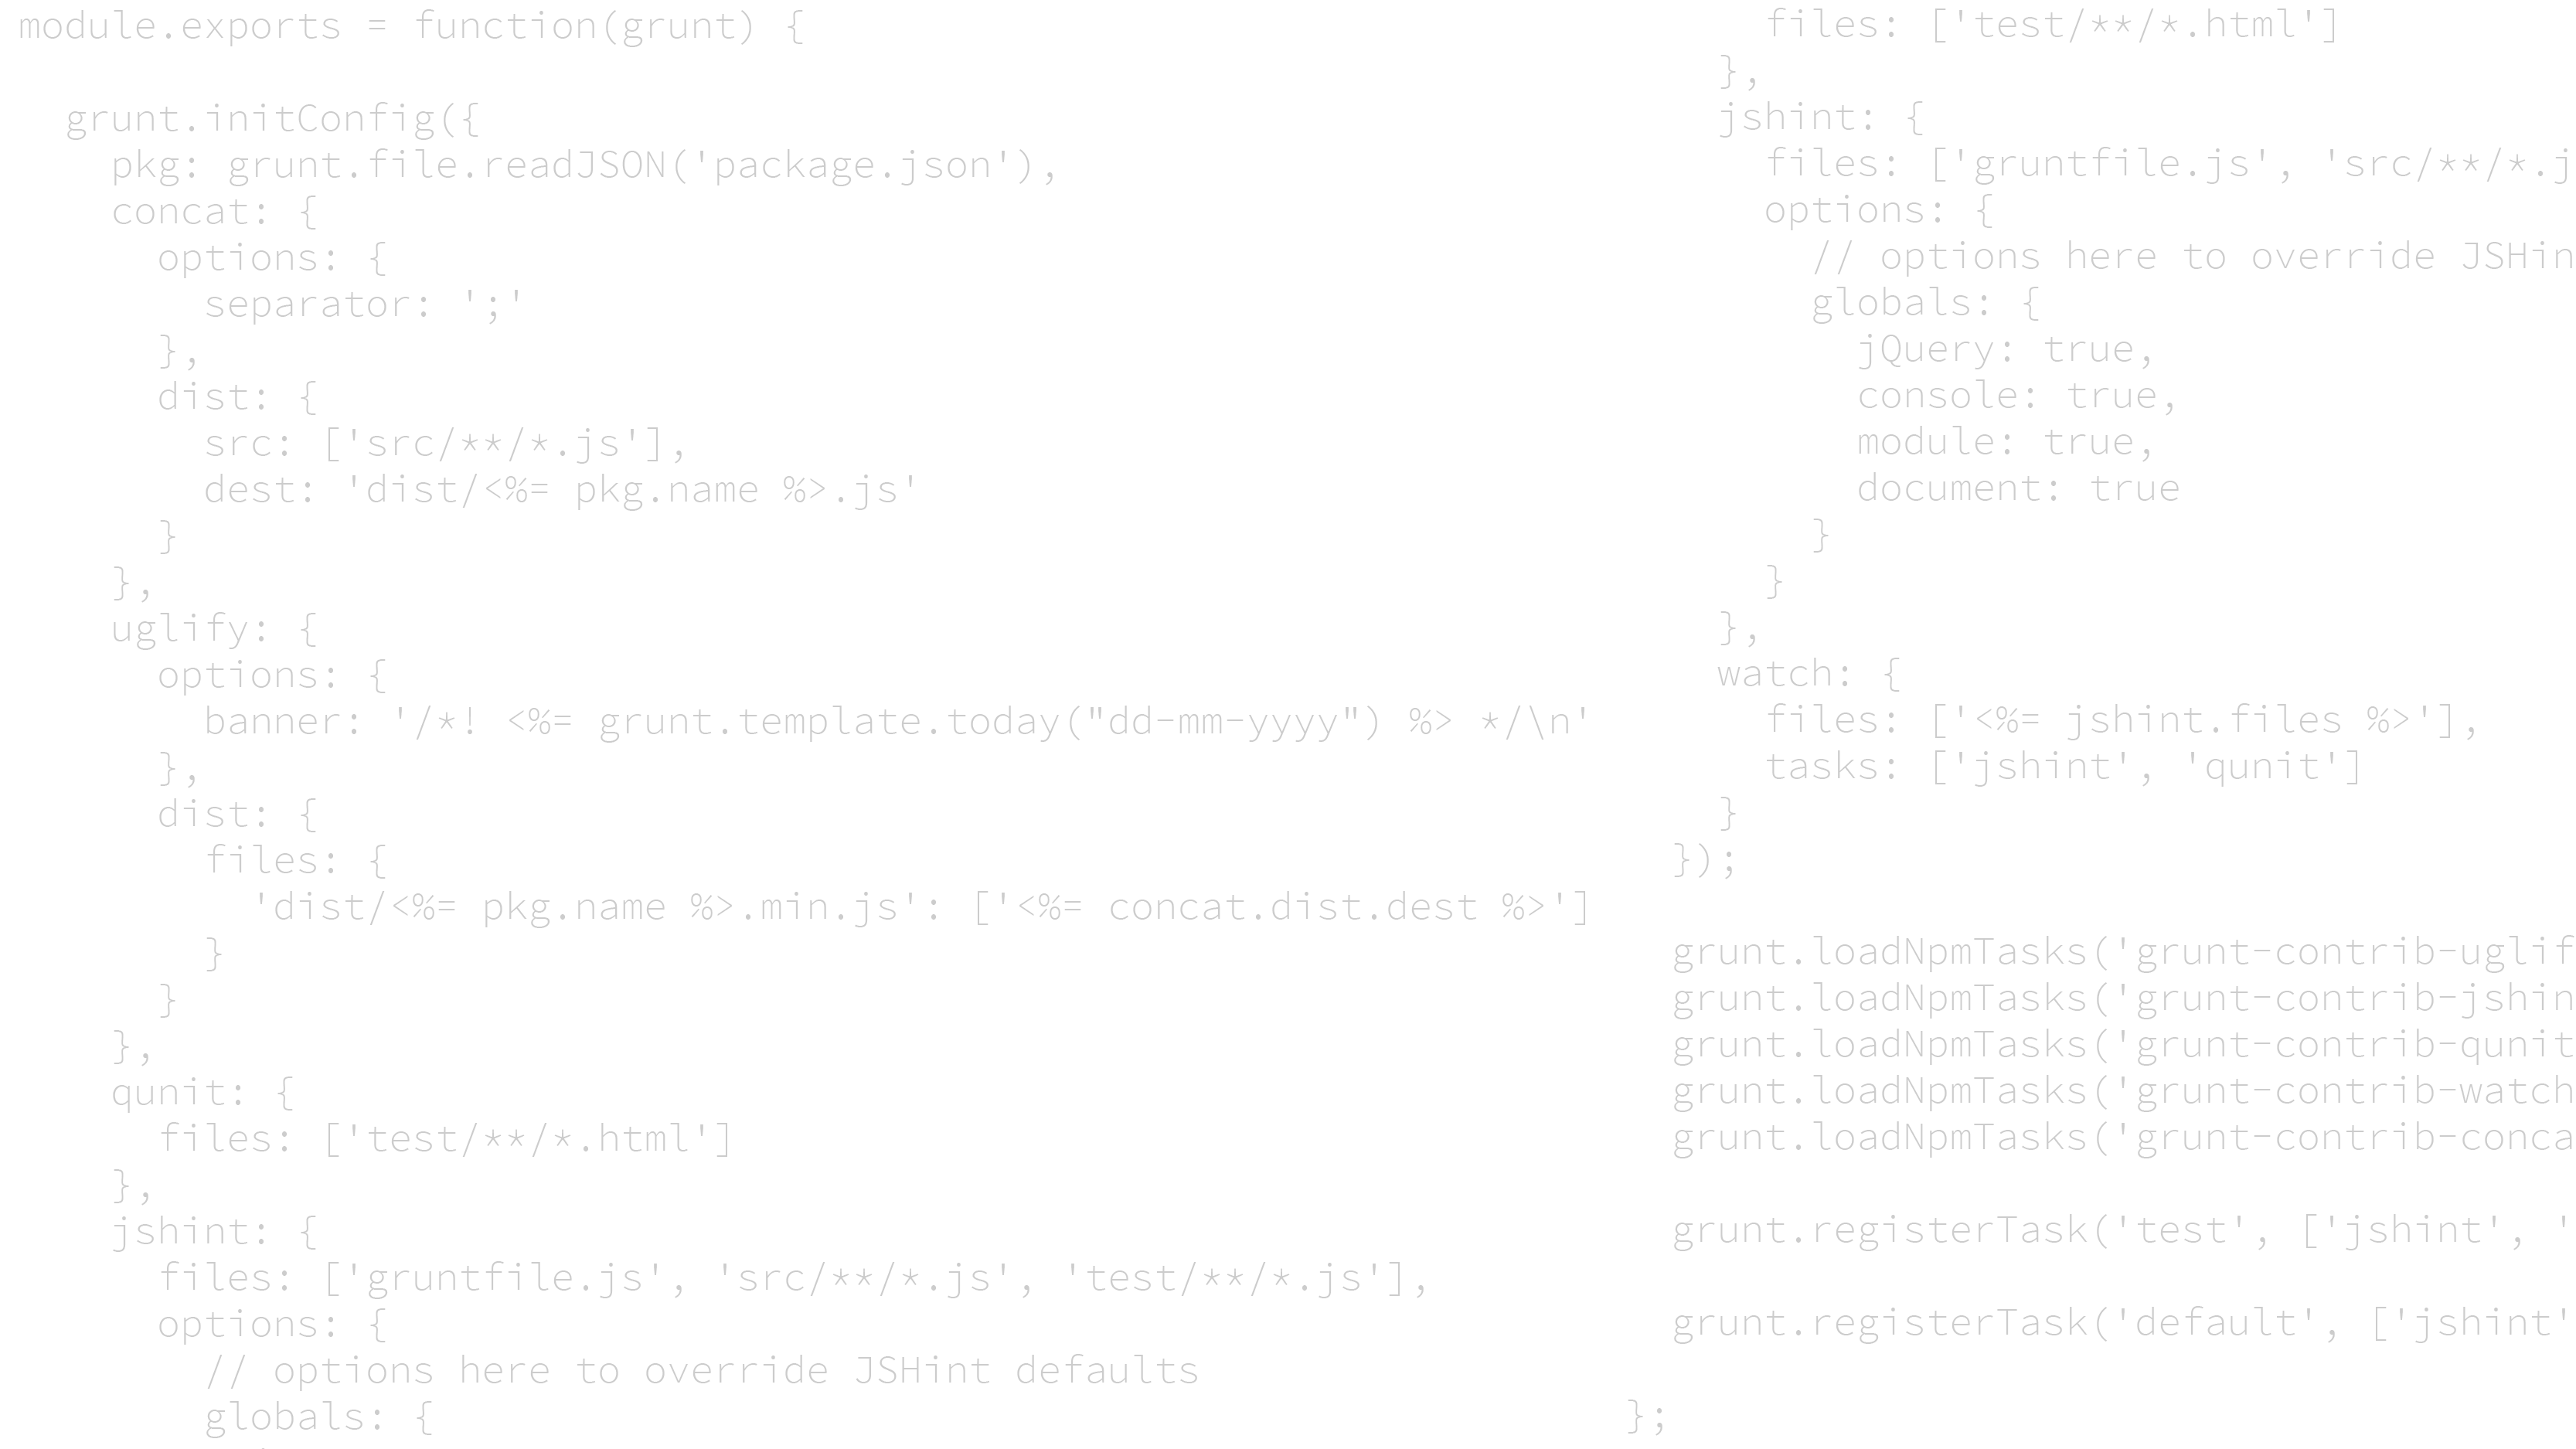 module.exports = function(grunt) {

  grunt.initConfig({
    pkg: grunt.file.readJSON('package.json'),
    concat: {
      options: {
        separator: ';'
      },
      dist: {
        src: ['src/**/*.js'],
        dest: 'dist/<%= pkg.name %>.js'
      }
    },
    uglify: {
      options: {
        banner: '/*! <%= grunt.template.today("dd-mm-yyyy") %> */\n'
      },
      dist: {
        files: {
          'dist/<%= pkg.name %>.min.js': ['<%= concat.dist.dest %>']
        }
      }
    },
    qunit: {
      files: ['test/**/*.html']
    },
    jshint: {
      files: ['gruntfile.js', 'src/**/*.js', 'test/**/*.js'],
      options: {
        // options here to override JSHint defaults
        globals: {
      files: ['test/**/*.html']
    },
    jshint: {
      files: ['gruntfile.js', 'src/**/*.j
      options: {
        // options here to override JSHin
        globals: {
          jQuery: true,
          console: true,
          module: true,
          document: true
        }
      }
    },
    watch: {
      files: ['<%= jshint.files %>'],
      tasks: ['jshint', 'qunit']
    }
  });

  grunt.loadNpmTasks('grunt-contrib-uglif
  grunt.loadNpmTasks('grunt-contrib-jshin
  grunt.loadNpmTasks('grunt-contrib-qunit
  grunt.loadNpmTasks('grunt-contrib-watch
  grunt.loadNpmTasks('grunt-contrib-conca

  grunt.registerTask('test', ['jshint', '

  grunt.registerTask('default', ['jshint'

};